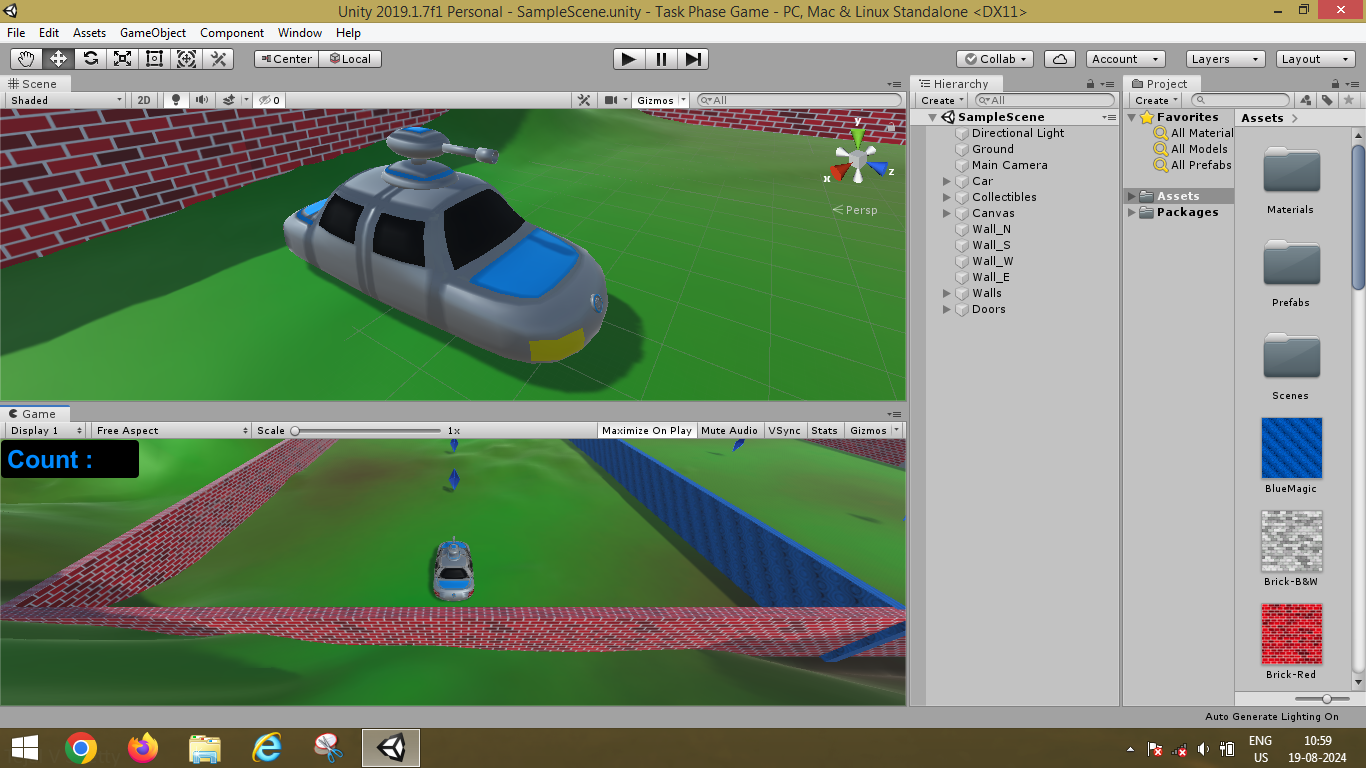 Unity 2019.1.7f1 Personal - SampleScene.unity - Task Phase Game - PC, Mac & Linux Standalone <DX11>
File Edit Assets GameObject Component Window Help
Center Local Collab Account Layers Layout
Scene
Shaded 2D 0 Gizmos All
y
x z
Persp
Hierarchy
Create All
SampleScene
Directional Light
Ground
Main Camera
Car
Collectibles
Canvas
Wall_N
Wall_S
Wall_W
Wall_E
Walls
Doors
Project
Create
Favorites
All Material
All Models
All Prefabs
Assets
Packages
Assets
Materials
Prefabs
Scenes
BlueMagic
Brick-B&W
Brick-Red
Game
Display 1 Free Aspect Scale 1x Maximize On Play Mute Audio VSync Stats Gizmos
Count :
Auto Generate Lighting On
ENG
US
10:59
19-08-2024